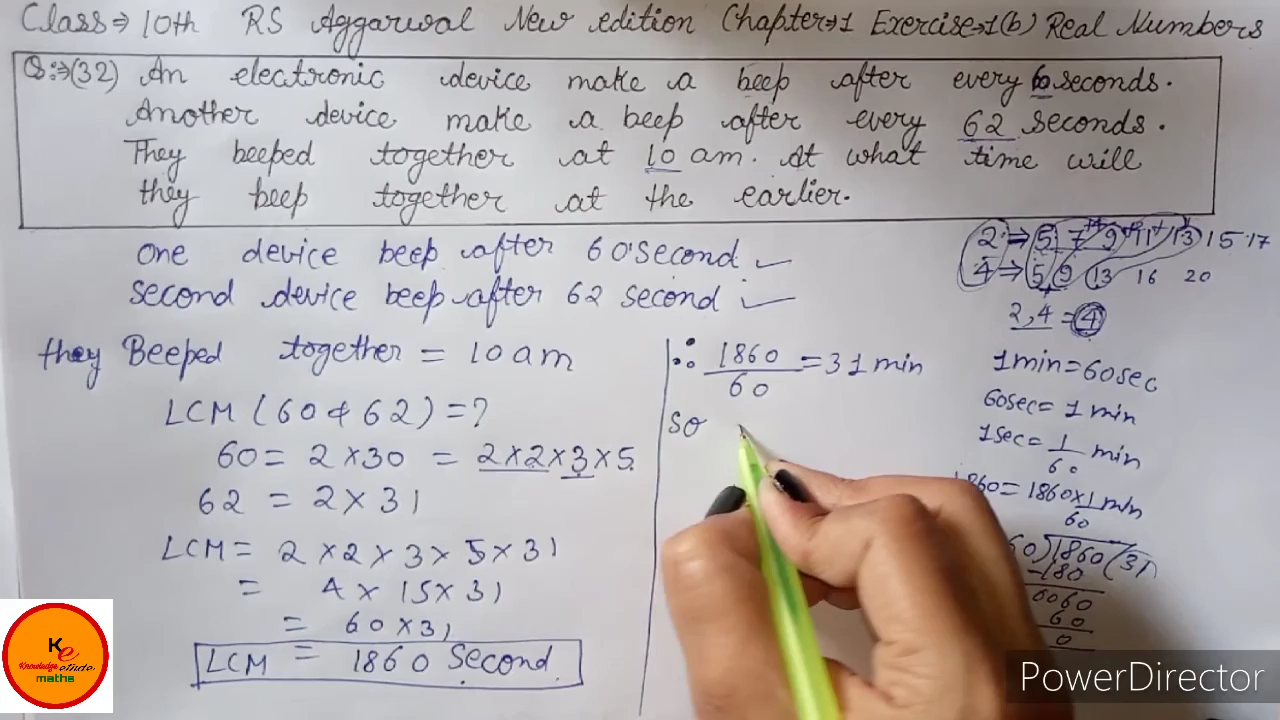 Class→ 10th RS Aggarwal New edition Chapter→1 Exercise→1(b) Real Numbers
Q:→(32) An electronic device make a beep after every 60 seconds.
Another device make a beep after every 62 seconds.
They beeped together at 10 am. At what time will
they beep together at the earlier.
One device beep after 60 second ✓
Second device beep after 62 second ✓
they Beeped together = 10 am
LCM (60 & 62) = ?
60 = 2 × 30 = 2 × 2 × 3 × 5
62 = 2 × 31
LCM = 2 × 2 × 3 × 5 × 31
= 4 × 15 × 31
= 60 × 31
LCM = 1860 Second
∴ 1860/60 = 31 min
so
2 ⇒ 5 7 9 11 13 15 17
4 → 5 9 13 16 20
2, 4 = 4
1 min = 60 sec
60 sec = 1 min
1 sec = 1/60 min
1860 = 1860 × 1/60 min
60)1860(31
-180
0060
60
0
Ke
Knowledge etude
maths
PowerDirector